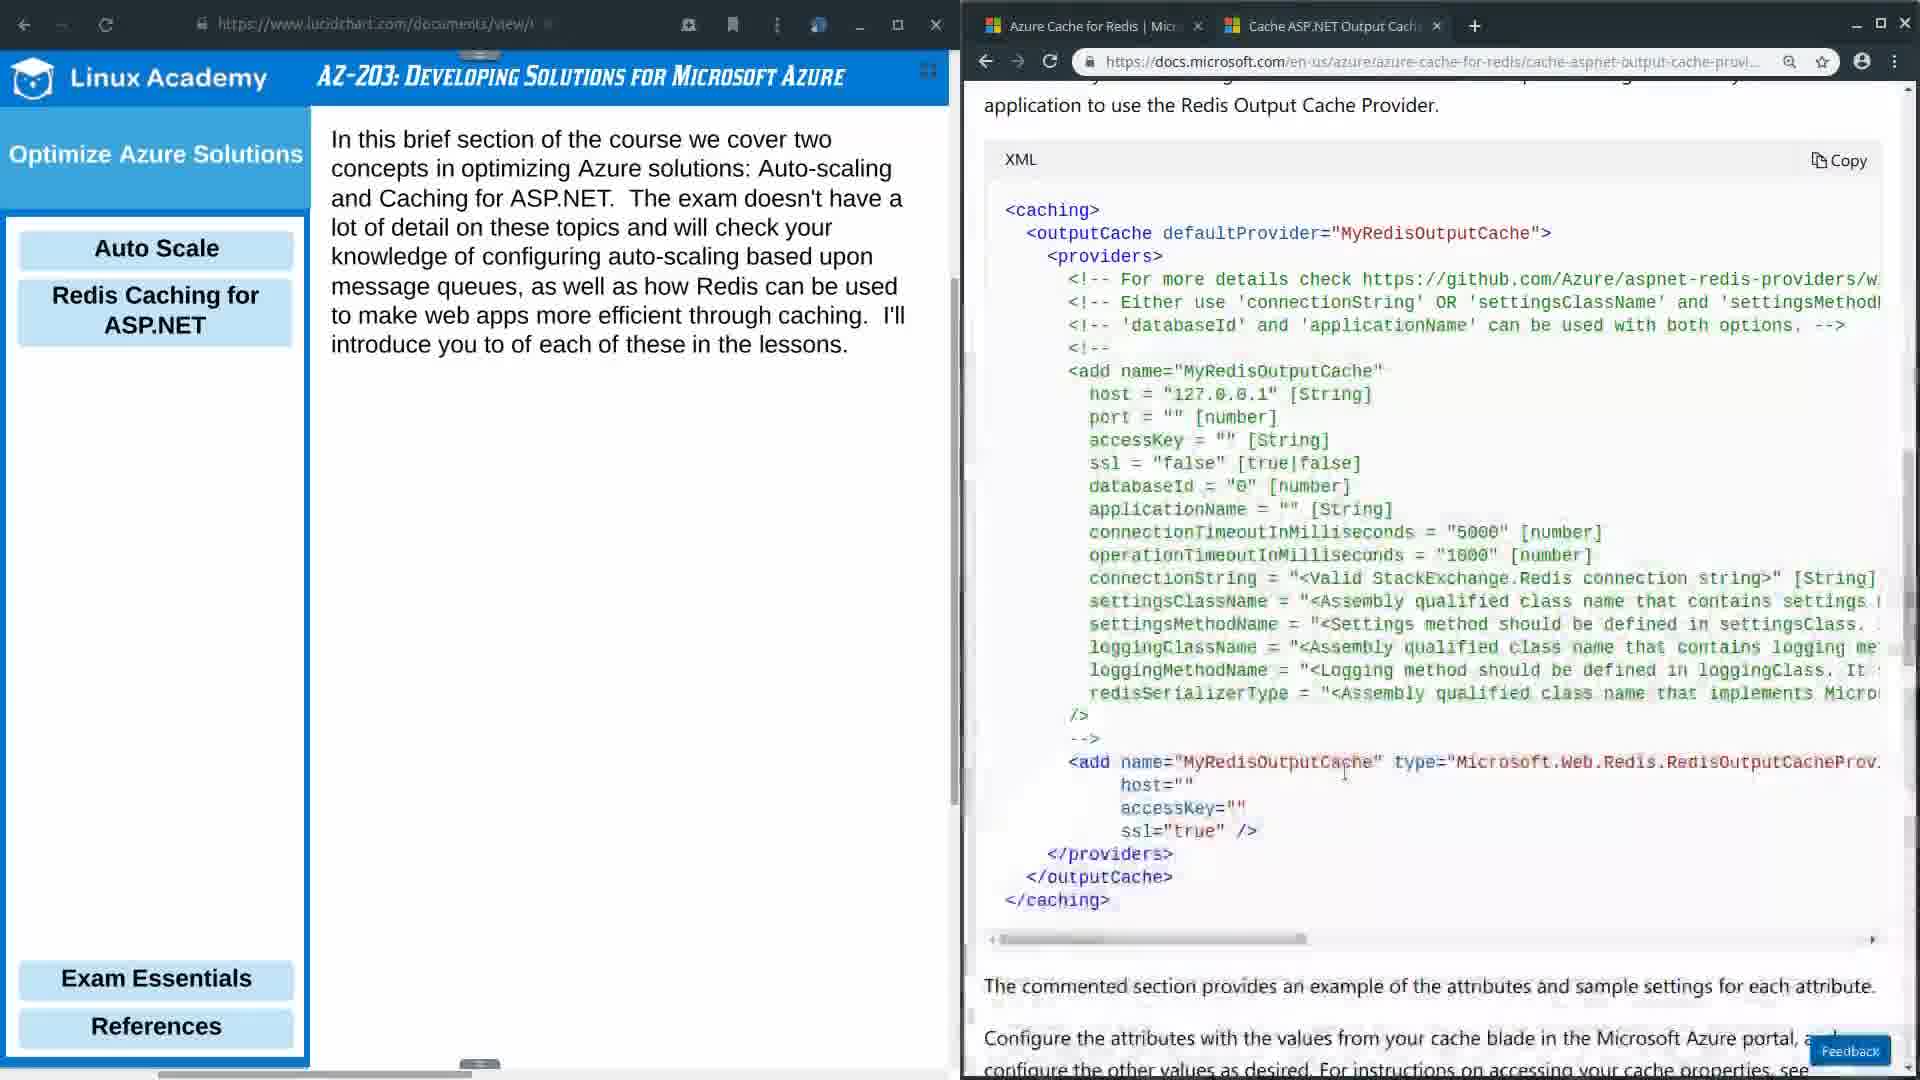 https://www.lucidchart.com/documents/view/
Linux Academy
AZ-203: Developing Solutions for Microsoft Azure
Optimize Azure Solutions
Auto Scale
Redis Caching for
ASP.NET
Exam Essentials
References
In this brief section of the course we cover two
concepts in optimizing Azure solutions: Auto-scaling
and Caching for ASP.NET.  The exam doesn't have a
lot of detail on these topics and will check your
knowledge of configuring auto-scaling based upon
message queues, as well as how Redis can be used
to make web apps more efficient through caching.  I'll
introduce you to of each of these in the lessons.
Azure Cache for Redis | Micr
Cache ASP.NET Output Cach
https://docs.microsoft.com/en-us/azure/azure-cache-for-redis/cache-aspnet-output-cache-provi...
application to use the Redis Output Cache Provider.
XML
Copy
<caching>
<outputCache defaultProvider="MyRedisOutputCache">
<providers>
<!-- For more details check https://github.com/Azure/aspnet-redis-providers/w
<!-- Either use 'connectionString' OR 'settingsClassName' and 'settingsMethod
<!-- 'databaseId' and 'applicationName' can be used with both options. -->
<!--
<add name="MyRedisOutputCache"
host = "127.0.0.1" [String]
port = "" [number]
accessKey = "" [String]
ssl = "false" [true|false]
databaseId = "0" [number]
applicationName = "" [String]
connectionTimeoutInMilliseconds = "5000" [number]
operationTimeoutInMilliseconds = "1000" [number]
connectionString = "<Valid StackExchange.Redis connection string>" [String]
settingsClassName = "<Assembly qualified class name that contains settings
settingsMethodName = "<Settings method should be defined in settingsClass.
loggingClassName = "<Assembly qualified class name that contains logging me
loggingMethodName = "<Logging method should be defined in loggingClass. It
redisSerializerType = "<Assembly qualified class name that implements Micro
/>
-->
<add name="MyRedisOutputCache" type="Microsoft.Web.Redis.RedisOutputCacheProv
host=""
accessKey=""
ssl="true" />
</providers>
</outputCache>
</caching>
The commented section provides an example of the attributes and sample settings for each attribute.
Configure the attributes with the values from your cache blade in the Microsoft Azure portal,
configure the other values as desired. For instructions on accessing your cache properties, see
Feedback